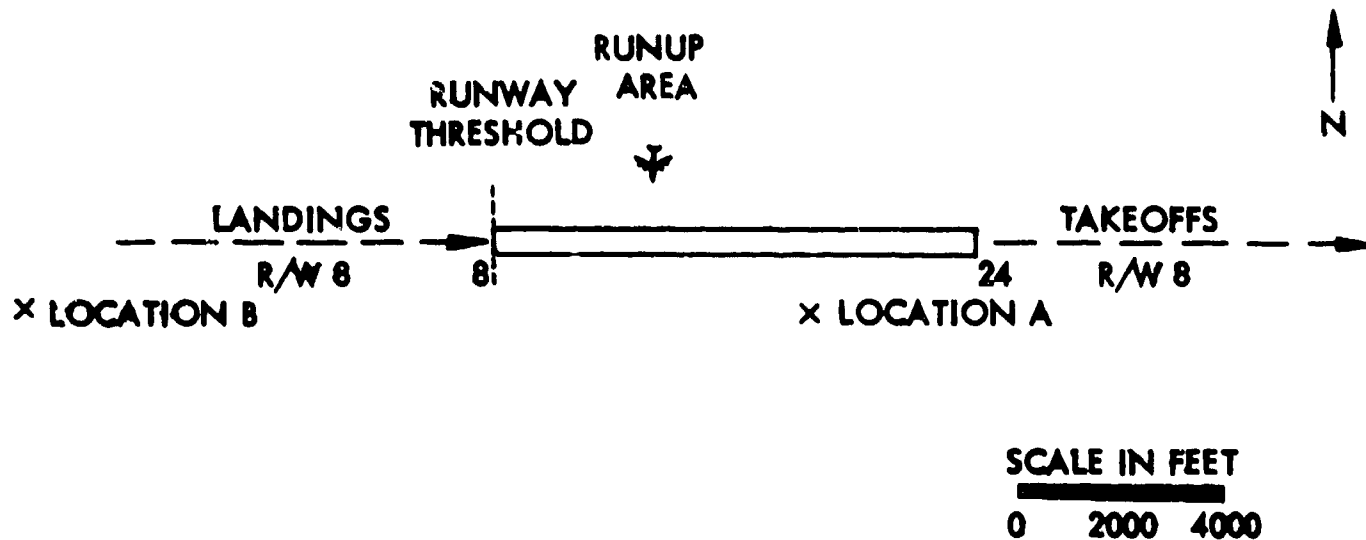 RUNUP
AREA
RUNWAY
THRESHOLD
N
LANDINGS
TAKEOFFS
R/W 8
8
24
R/W 8
× LOCATION B
× LOCATION A
SCALE IN FEET
0 2000 4000